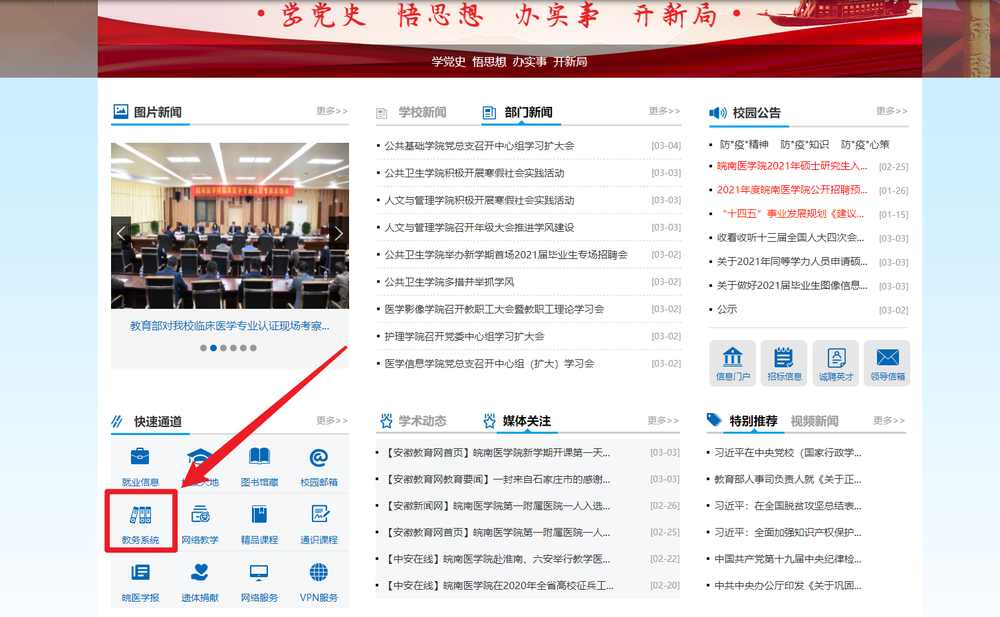 ·学党史 悟思想 办实事 开新局·
学党史 悟思想 办实事 开新局
图片新闻 更多>>
皖南医学院临床医学专业认证专家反馈会
教育部对我校临床医学专业认证现场考察...
学校新闻 部门新闻 更多>>
公共基础学院党总支召开中心组学习扩大会 [03-04]
公共卫生学院积极开展寒假社会实践活动 [03-03]
人文与管理学院积极开展寒假社会实践活动 [03-03]
人文与管理学院召开年级大会推进学风建设 [03-03]
公共卫生学院举办新学期首场2021届毕业生专场招聘会 [03-02]
公共卫生学院多措并举抓学风 [03-02]
医学影像学院召开教职工大会暨教职工理论学习会 [03-02]
护理学院召开党委中心组学习扩大会 [03-02]
医学信息学院党总支召开中心组（扩大）学习会 [03-02]
校园公告 更多>>
防"疫"精神 防"疫"知识 防"疫"心策
皖南医学院2021年硕士研究生入... [02-25]
2021年度皖南医学院公开招聘预... [01-26]
“十四五”事业发展规划《建议... [01-15]
收看收听十三届全国人大四次会... [03-03]
关于2021年同等学力人员申请硕... [03-03]
关于做好2021届毕业生图像信息... [03-03]
公示 [03-02]
信息门户 招标信息 诚聘英才 领导信箱
快速通道 更多>>
就业信息 天地 图书馆藏 校园邮箱
教务系统 网络教学 精品课程 通识课程
皖医学报 遗体捐献 网络服务 VPN服务
学术动态 媒体关注 更多>>
【安徽教育网首页】皖南医学院新学期开课第一天... [03-03]
【安徽教育网教育要闻】一封来自石家庄市的感谢... [03-03]
【安徽新闻网】皖南医学院第一附属医院一人入选... [02-26]
【安徽教育网首页】皖南医学院第一附属医院一人... [02-25]
【中安在线】皖南医学院赴淮南、六安举行教学医... [02-22]
【中安在线】皖南医学院在2020年全省高校征兵工... [02-20]
特别推荐 视频新闻 更多>>
习近平在中央党校（国家行政学...
教育部人事司负责人就《关于正...
习近平：在全国脱贫攻坚总结表...
习近平：全面加强知识产权保护...
中国共产党第十九届中央纪律检...
中共中央办公厅印发《关于巩固...